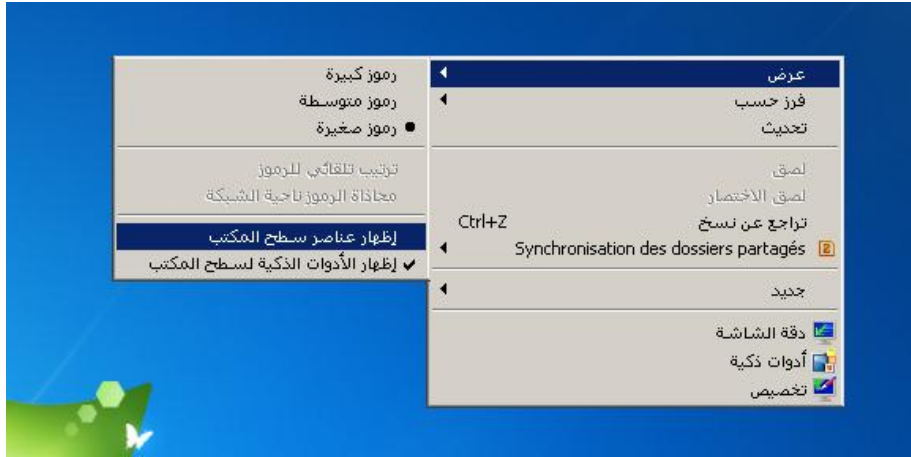 عرض
فرز حسب
تحديث
لصق
لصق الاختصار
تراجع عن نسخ Ctrl+Z
Synchronisation des dossiers partagés
جديد
دقة الشاشة
أدوات ذكية
تخصيص
رموز كبيرة
رموز متوسطة
رموز صغيرة
ترتيب تلقائي للرموز
محاذاة الرموز ناحية الشبكة
إظهار عناصر سطح المكتب
إظهار الأدوات الذكية لسطح المكتب